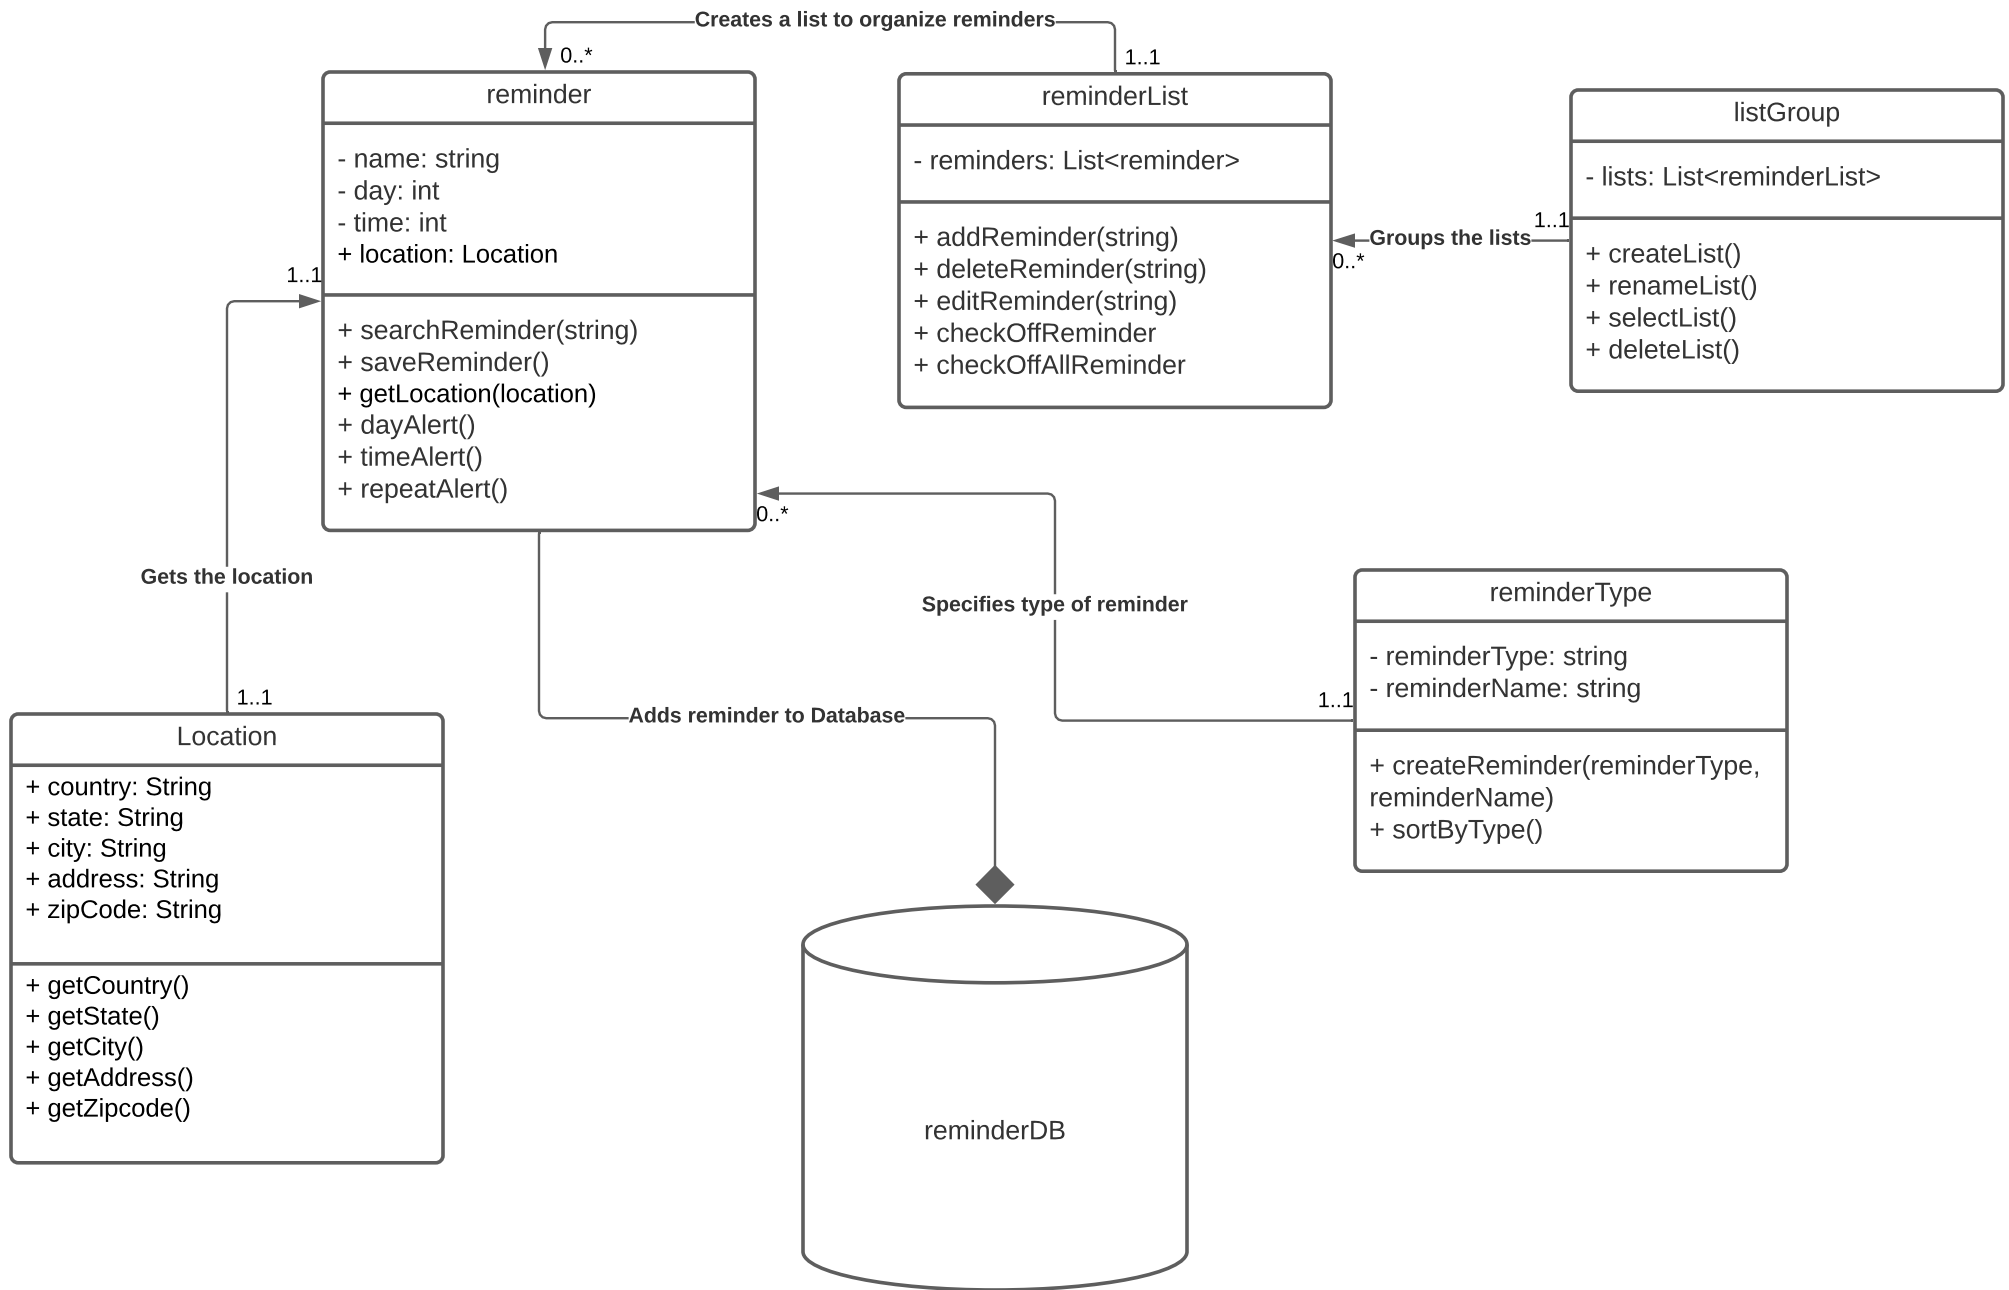 Creates a list to organize reminders
0..*
1..1
reminder
- name: string
- day: int
- time: int
+ location: Location
+ searchReminder(string)
+ saveReminder()
+ getLocation(location)
+ dayAlert()
+ timeAlert()
+ repeatAlert()
reminderList
- reminders: List<reminder>
+ addReminder(string)
+ deleteReminder(string)
+ editReminder(string)
+ checkOffReminder
+ checkOffAllReminder
listGroup
- lists: List<reminderList>
+ createList()
+ renameList()
+ selectList()
+ deleteList()
1..1
Groups the lists
0..*
1..1
Gets the location
1..1
0..*
Specifies type of reminder
1..1
Adds reminder to Database
reminderType
- reminderType: string
- reminderName: string
+ createReminder(reminderType,
reminderName)
+ sortByType()
Location
+ country: String
+ state: String
+ city: String
+ address: String
+ zipCode: String
+ getCountry()
+ getState()
+ getCity()
+ getAddress()
+ getZipcode()
reminderDB